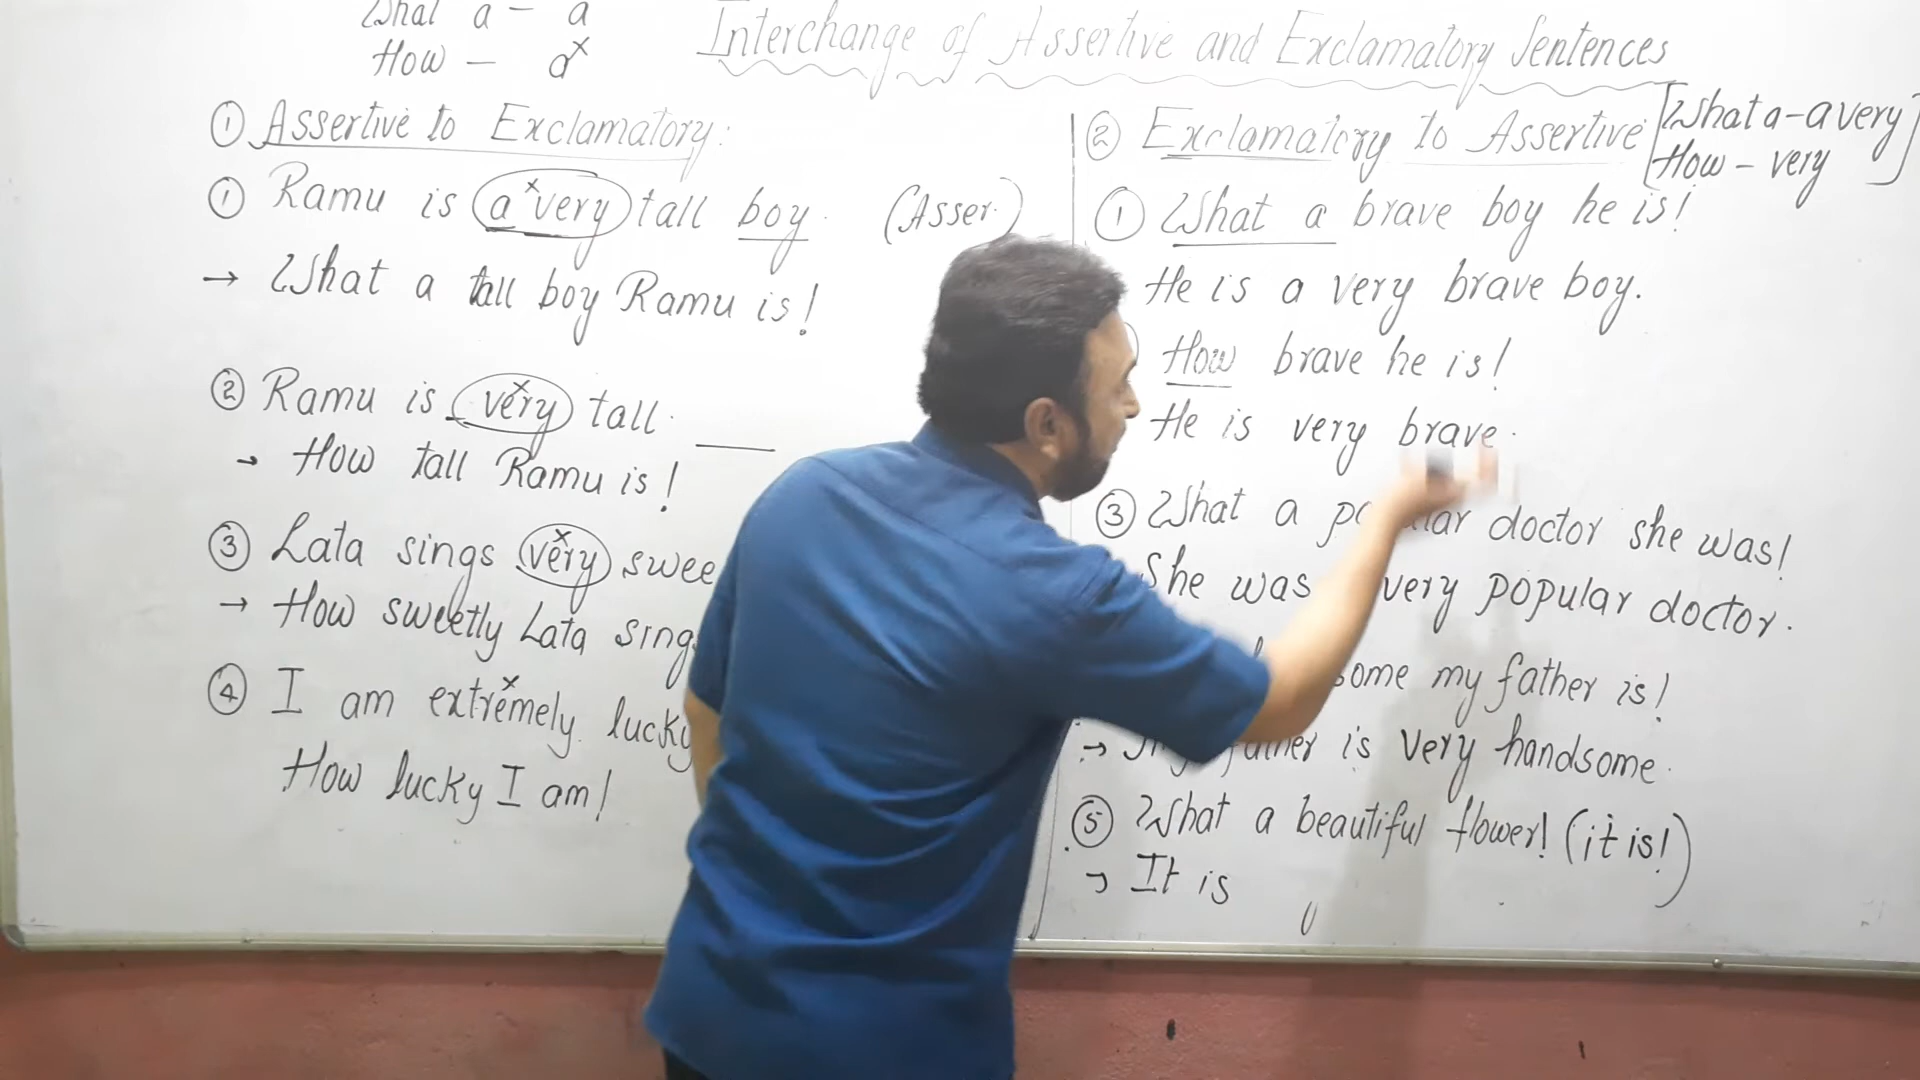 What a - a
How - a x
Interchange of Assertive and Exclamatory Sentences
① Assertive to Exclamatory:
① Ramu is a very tall boy. (Asser.)
→ What a tall boy Ramu is!
② Ramu is very tall.
→ How tall Ramu is!
③ Lata sings very
→ How sweetly Lata
④ I am extremely lucky
How lucky I am!
② Exclamatory to Assertive [What a - a very
How - very]
① What a brave boy he is!
He is a very brave boy.
How brave he is!
He is very brave.
③ What a doctor she was!
She was very popular doctor.
my father is!
→ is very handsome.
⑤ What a beautiful flower! (it is!)
→ It is